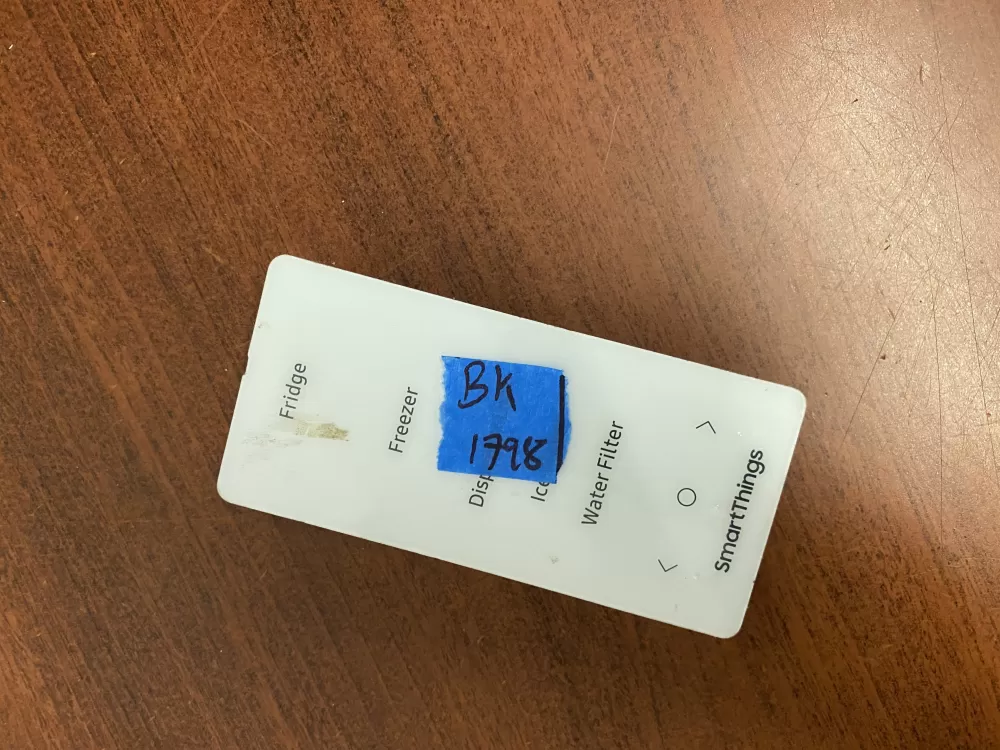 Fridge
Freezer
BK
1798
Water Filter
< ○ >
SmartThings